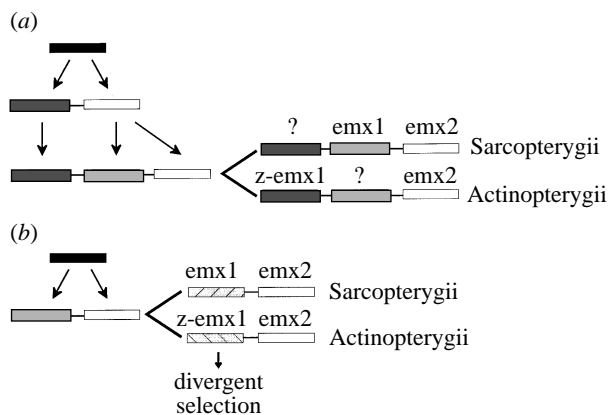 (a)
? emx1 emx2
Sarcopterygii
z-emx1 ? emx2
Actinopterygii
(b)
emx1 emx2
Sarcopterygii
z-emx1 emx2
Actinopterygii
divergent
selection